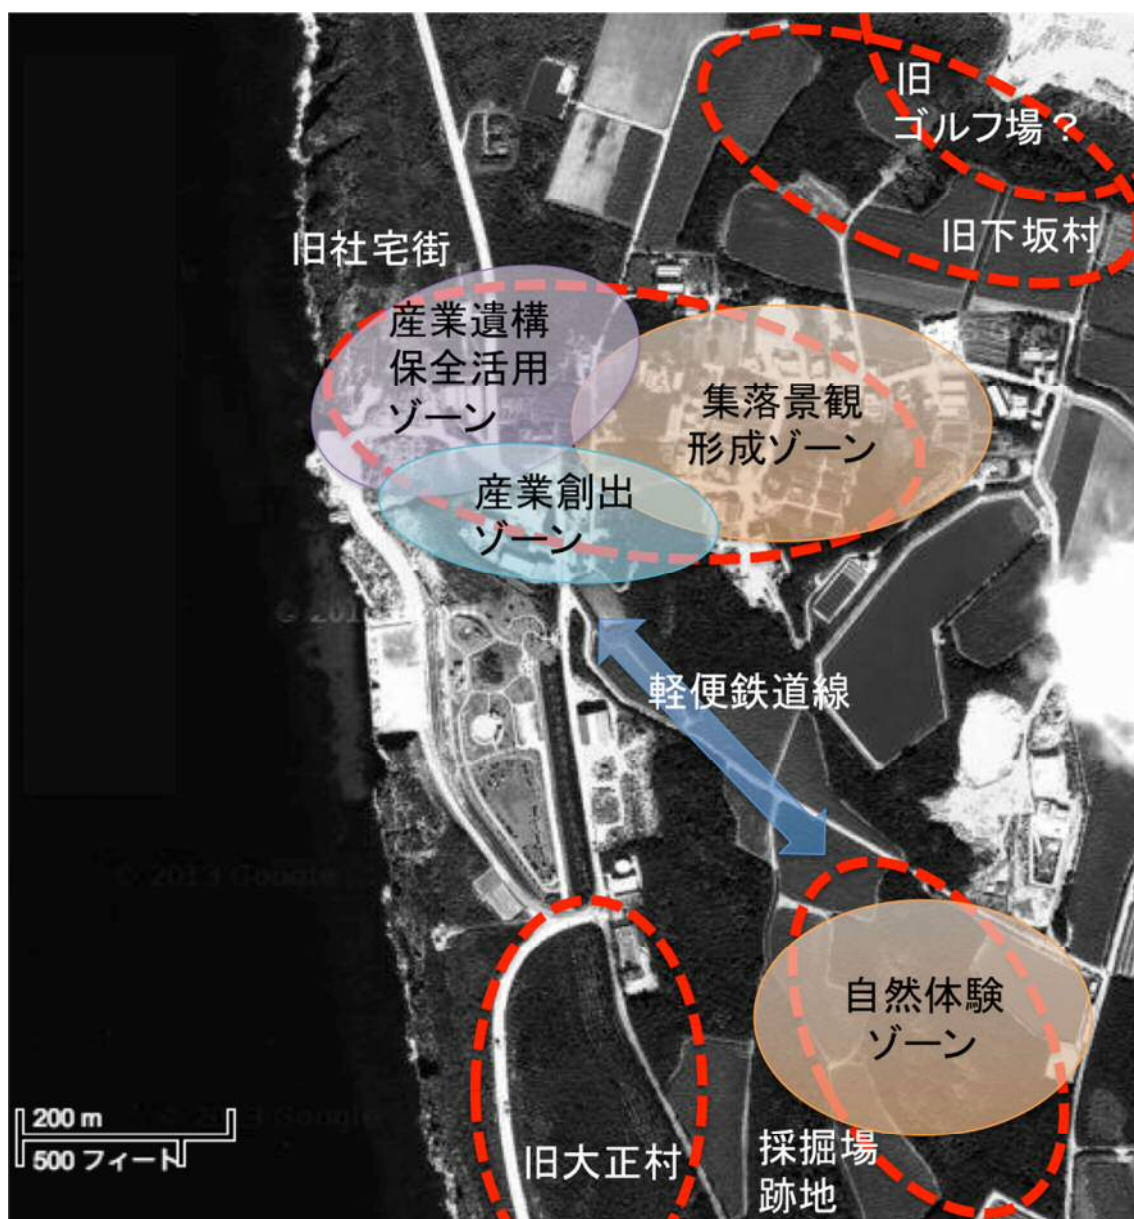 旧
ゴルフ場？
旧下坂村
旧社宅街
産業遺構
保全活用
ゾーン
集落景観
形成ゾーン
産業創出
ゾーン
© 201
軽便鉄道線
© 2013 Google
自然体験
ゾーン
© 2013 Google
200 m
500 フィート
旧大正村
採掘場
跡地